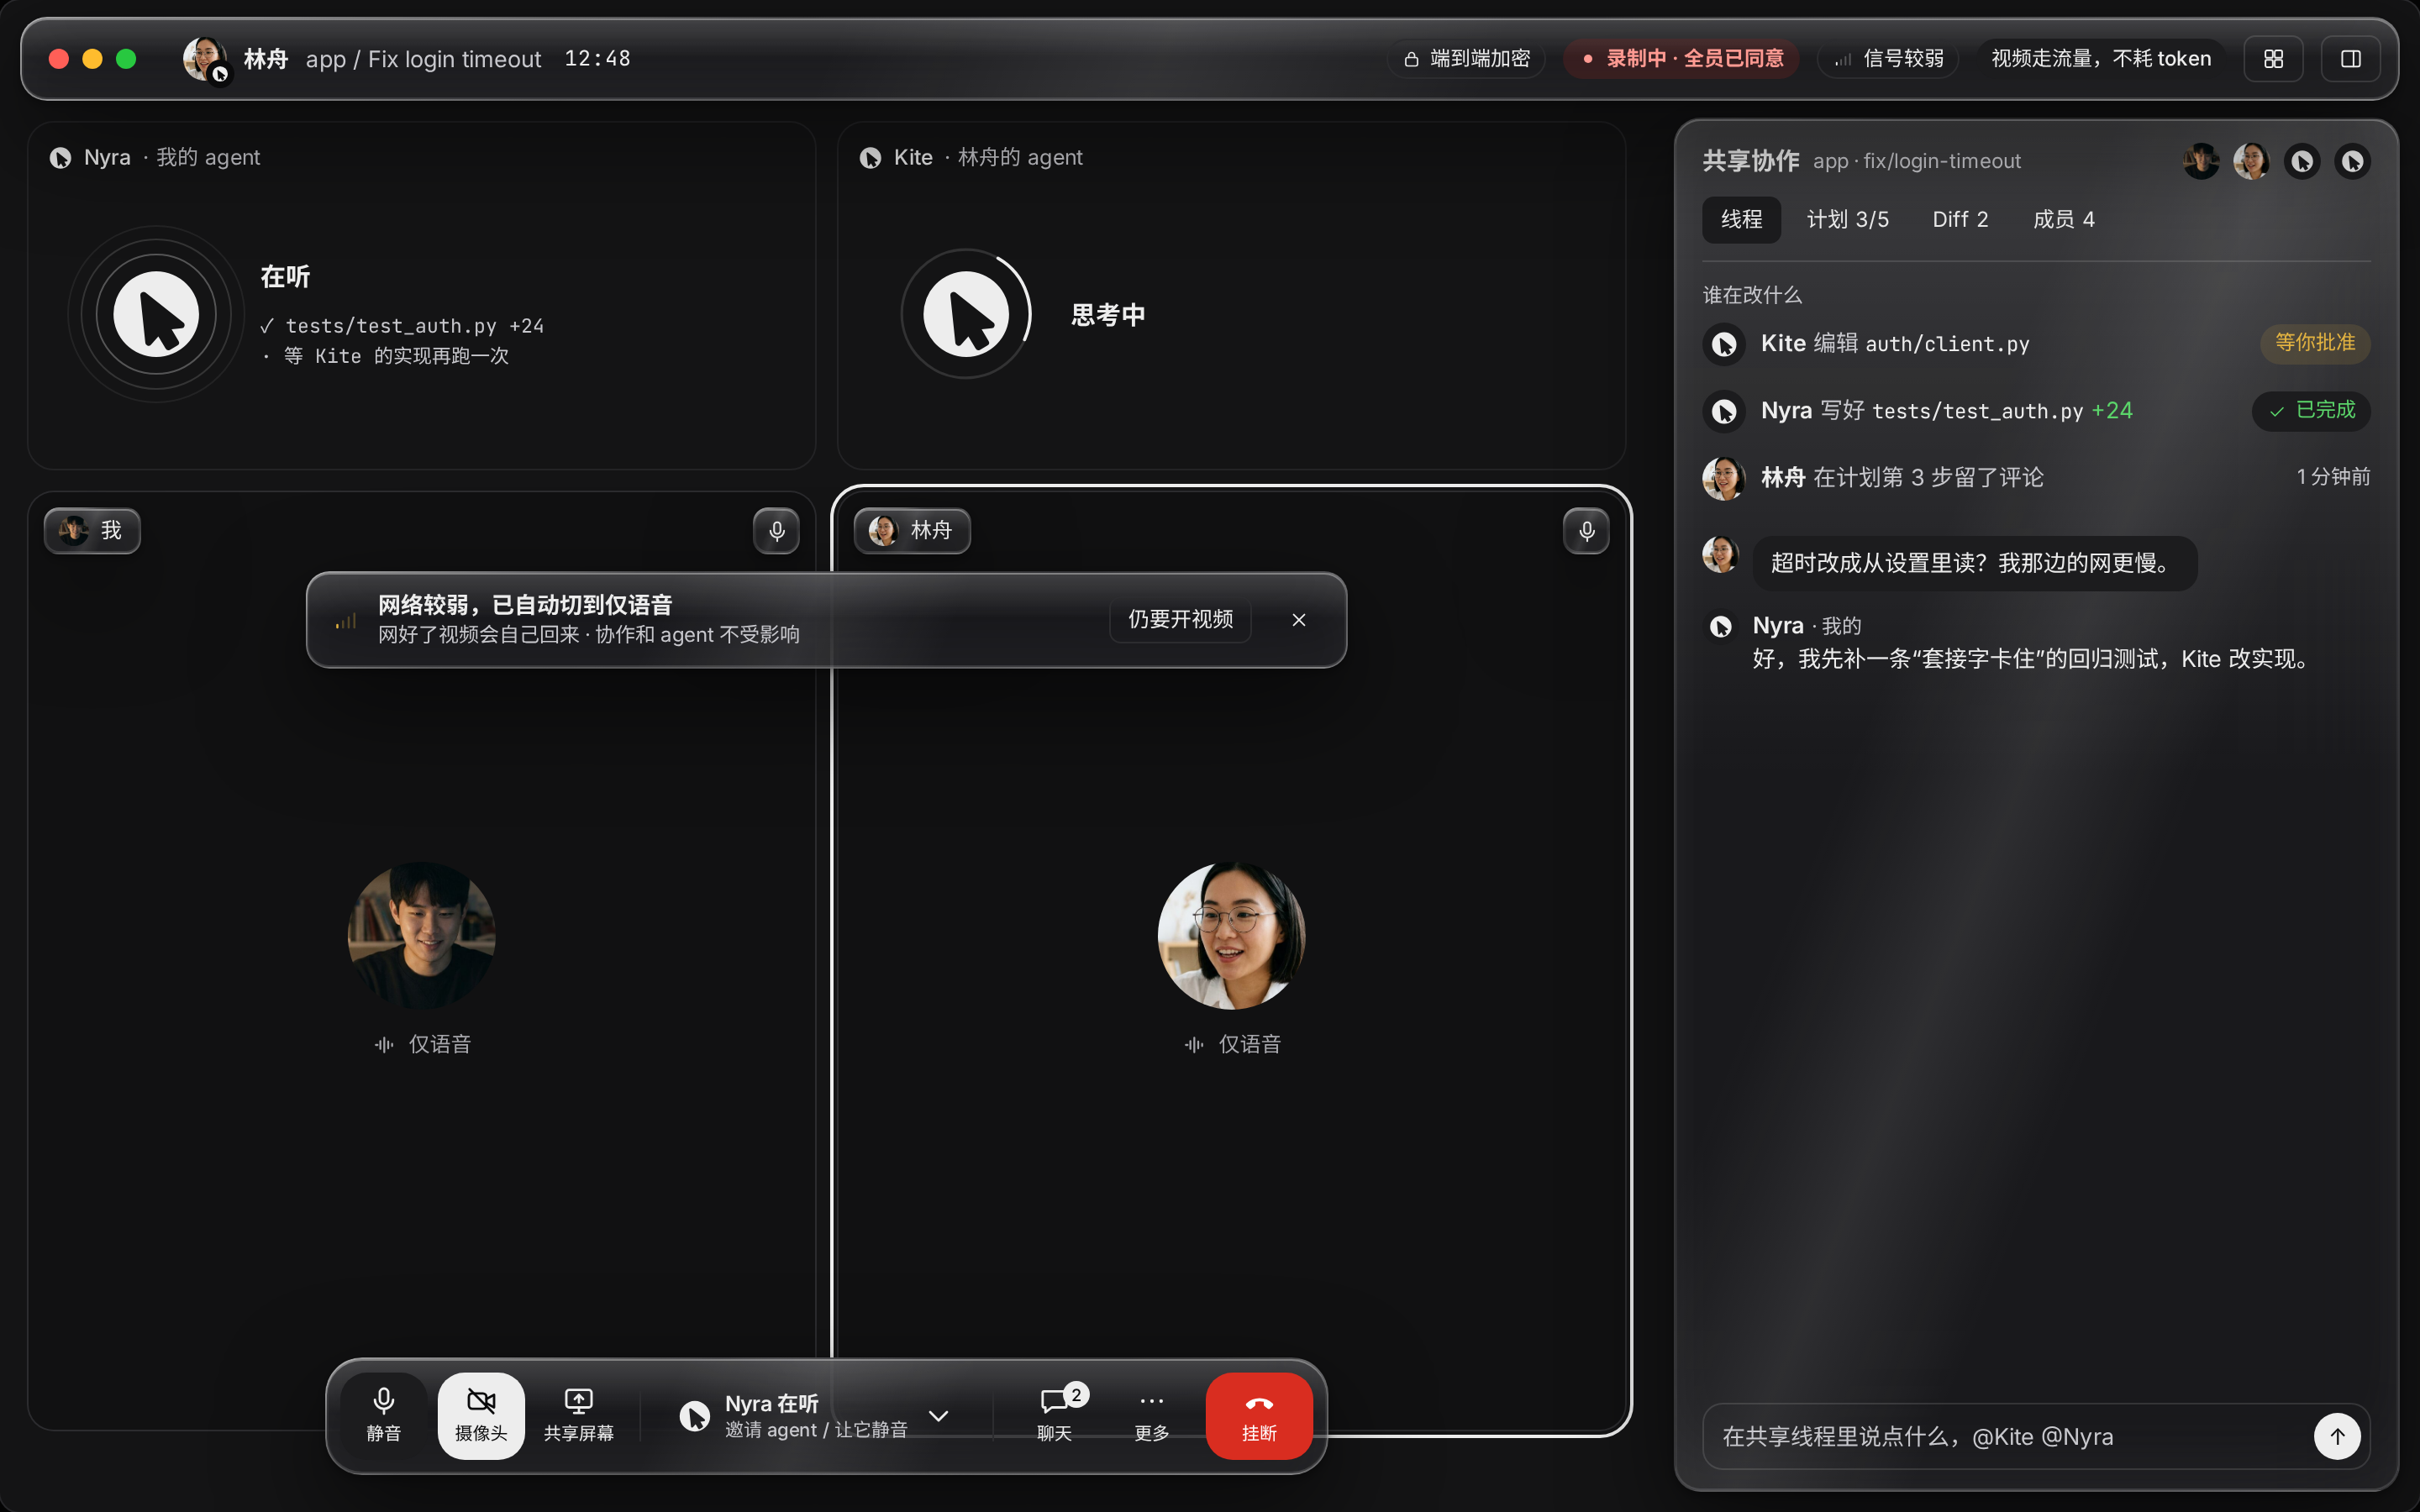 林舟 app / Fix login timeout 12:48
端到端加密
录制中 · 全员已同意
信号较弱
视频走流量，不耗 token
Nyra · 我的 agent
在听
✓ tests/test_auth.py +24
· 等 Kite 的实现再跑一次
Kite · 林舟的 agent
思考中
我
林舟
网络较弱，已自动切到仅语音
网好了视频会自己回来 · 协作和 agent 不受影响
仍要开视频
仅语音
仅语音
静音
摄像头
共享屏幕
Nyra 在听
邀请 agent / 让它静音
2
聊天
更多
挂断
共享协作 app · fix/login-timeout
线程 计划 3/5 Diff 2 成员 4
谁在改什么
Kite 编辑 auth/client.py 等你批准
Nyra 写好 tests/test_auth.py +24 ✓ 已完成
林舟 在计划第 3 步留了评论 1 分钟前
超时改成从设置里读？我那边的网更慢。
Nyra · 我的
好，我先补一条“套接字卡住”的回归测试，Kite 改实现。
在共享线程里说点什么，@Kite @Nyra